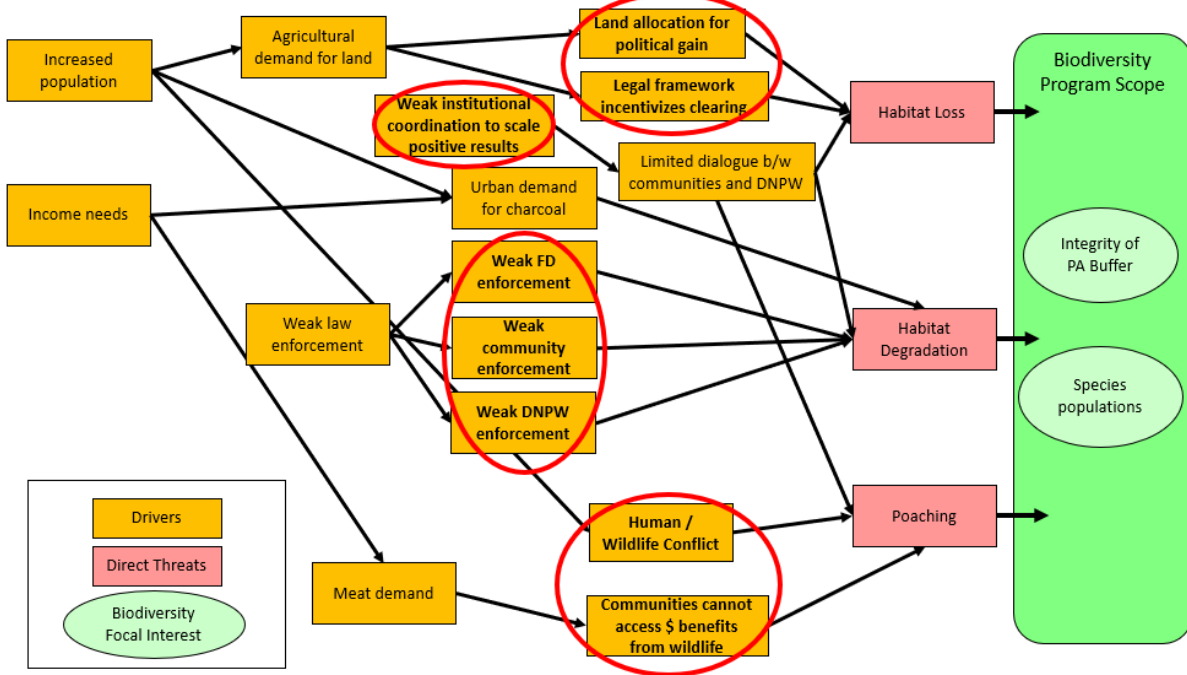 Increased
population
Agricultural
demand for land
Land allocation for
political gain
Legal framework
incentivizes clearing
Weak institutional
coordination to scale
positive results
Limited dialogue b/w
communities and DNPW
Income needs
Urban demand
for charcoal
Weak law
enforcement
Weak FD
enforcement
Weak
community
enforcement
Weak DNPW
enforcement
Human /
Wildlife Conflict
Meat demand
Communities cannot
access $ benefits
from wildlife
Habitat Loss
Habitat
Degradation
Poaching
Biodiversity
Program Scope
Integrity of
PA Buffer
Species
populations
Drivers
Direct Threats
Biodiversity
Focal Interest